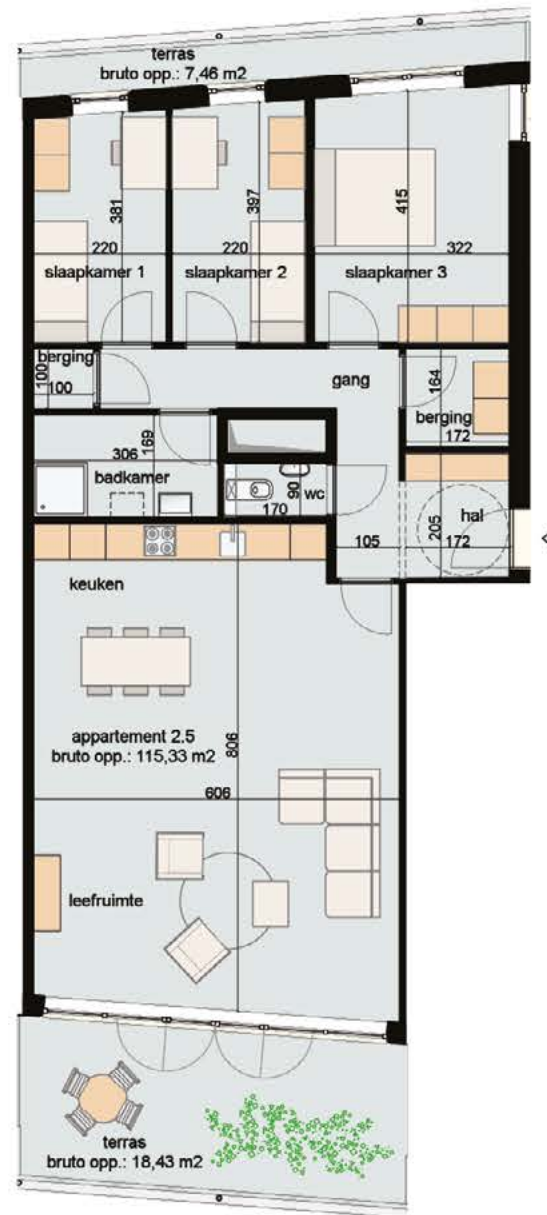 terras
bruto opp.: 7,46 m2
381
397
415
220
220
322
slaapkamer 1
slaapkamer 2
slaapkamer 3
berging
100
100
gang
164
berging
172
306
169
badkamer
90
wc
170
hal
105
205
172
keuken
appartement 2.5
bruto opp.: 115,33 m2
806
606
leefruimte
terras
bruto opp.: 18,43 m2